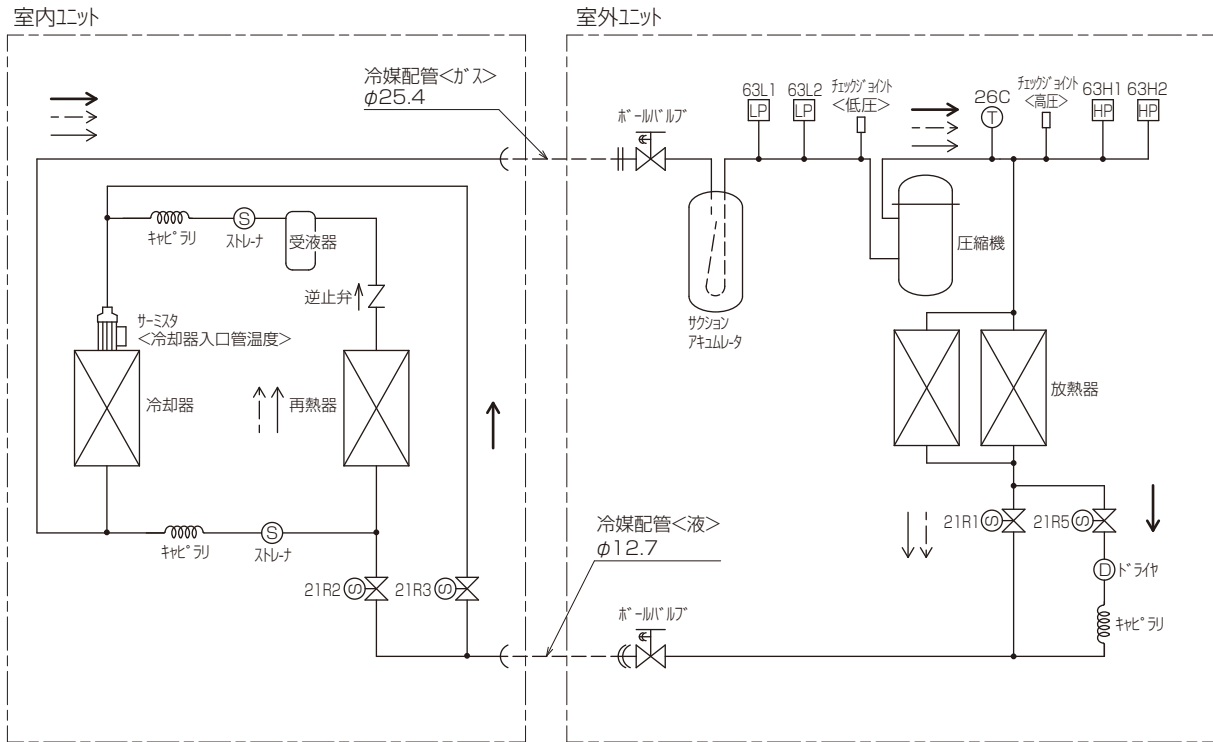 室内ユニット
室外ユニット
冷媒配管<ガス>
φ25.4
ボールバルブ
63L1
LP
63L2
LP
チェックジョイント
<低圧>
26C
T
チェックジョイント
<高圧>
63H1
HP
63H2
HP
キャピラリ
S
ストレーナ
受液器
逆止弁
サーミスタ
<冷却器入口管温度>
冷却器
再熱器
サクション
アキュムレータ
圧縮機
放熱器
キャピラリ
S
ストレーナ
21R2
S
21R3
S
冷媒配管<液>
φ12.7
ボールバルブ
21R1
S
21R5
S
D
ドライヤ
キャピラリ